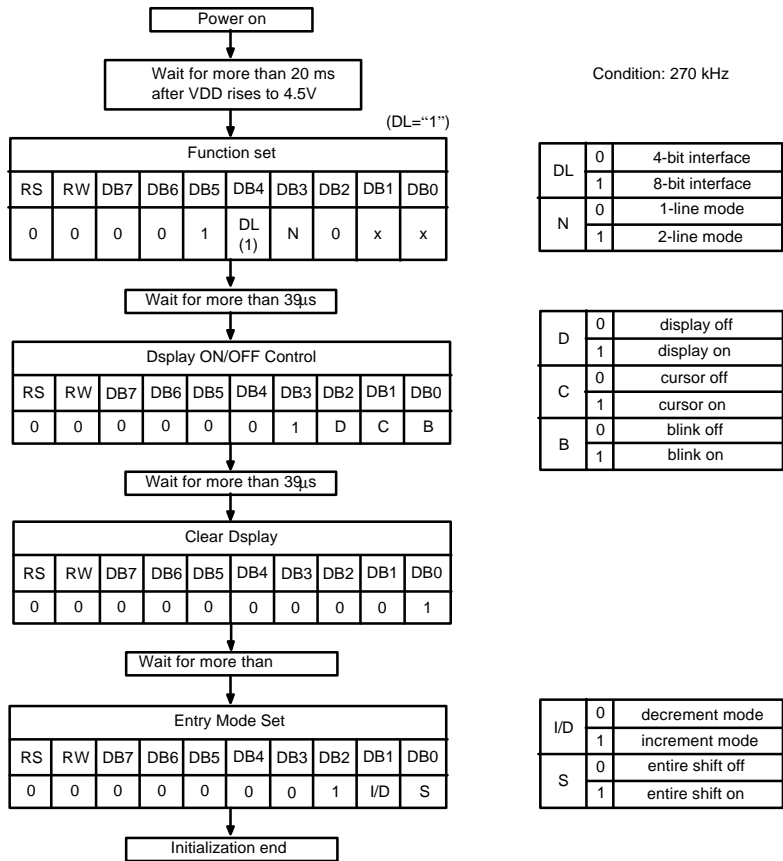 Power on
Wait for more than 20 ms
after VDD rises to 4.5V
Condition: 270 kHz
(DL="1")
Function set
RS RW DB7 DB6 DB5 DB4 DB3 DB2 DB1 DB0
0 0 0 0 1 DL (1) N 0 x x
DL 0 4-bit interface
1 8-bit interface
N 0 1-line mode
1 2-line mode
Wait for more than 39μs
Dsplay ON/OFF Control
RS RW DB7 DB6 DB5 DB4 DB3 DB2 DB1 DB0
0 0 0 0 0 0 1 D C B
D 0 display off
1 display on
C 0 cursor off
1 cursor on
B 0 blink off
1 blink on
Wait for more than 39μs
Clear Dsplay
RS RW DB7 DB6 DB5 DB4 DB3 DB2 DB1 DB0
0 0 0 0 0 0 0 0 0 1
Wait for more than
Entry Mode Set
RS RW DB7 DB6 DB5 DB4 DB3 DB2 DB1 DB0
0 0 0 0 0 0 0 1 I/D S
I/D 0 decrement mode
1 increment mode
S 0 entire shift off
1 entire shift on
Initialization end